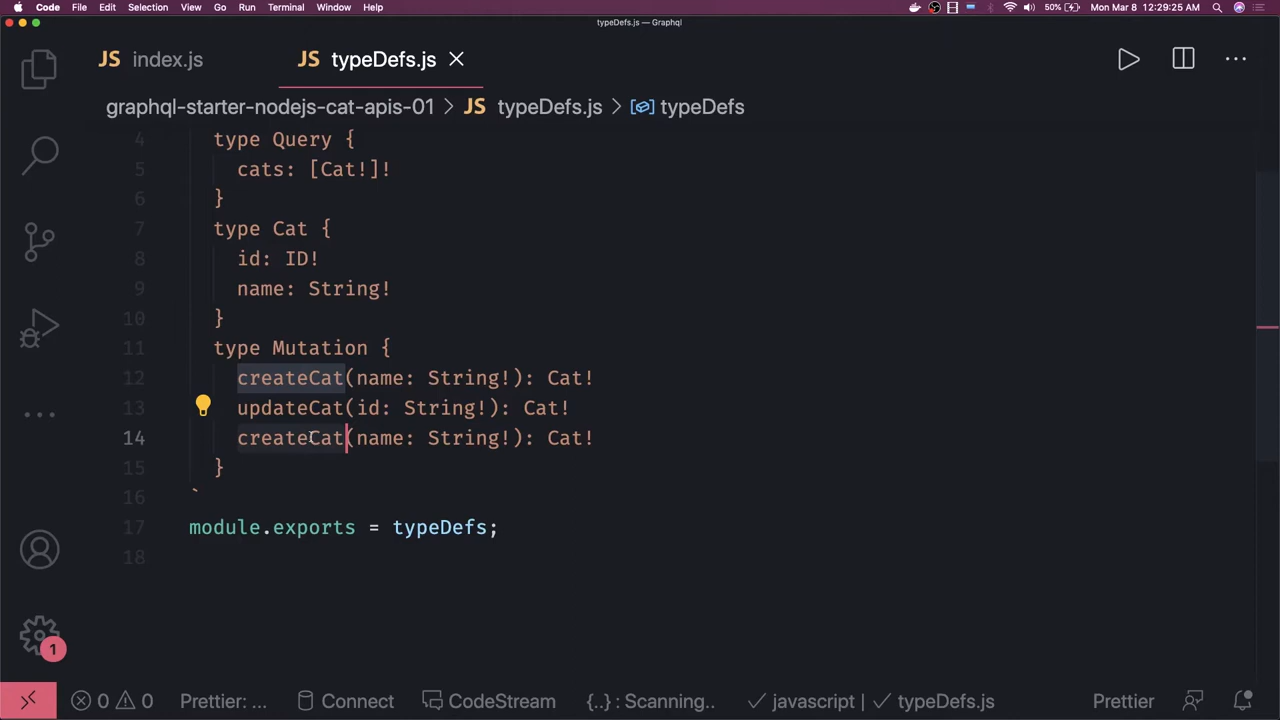 Code File Edit Selection View Go Run Terminal Window Help 50% Mon Mar 8 12:29:25 AM
typeDefs.js — Graphql
JS index.js JS typeDefs.js
graphql-starter-nodejs-cat-apis-01 > JS typeDefs.js > typeDefs
4 type Query {
5 cats: [Cat!]!
6 }
7 type Cat {
8 id: ID!
9 name: String!
10 }
11 type Mutation {
12 createCat(name: String!): Cat!
13 updateCat(id: String!): Cat!
14 createCat(name: String!): Cat!
15 }
16 `
17 module.exports = typeDefs;
18
1
0 0 Prettier: ... Connect CodeStream {..} : Scanning.. javascript | typeDefs.js Prettier